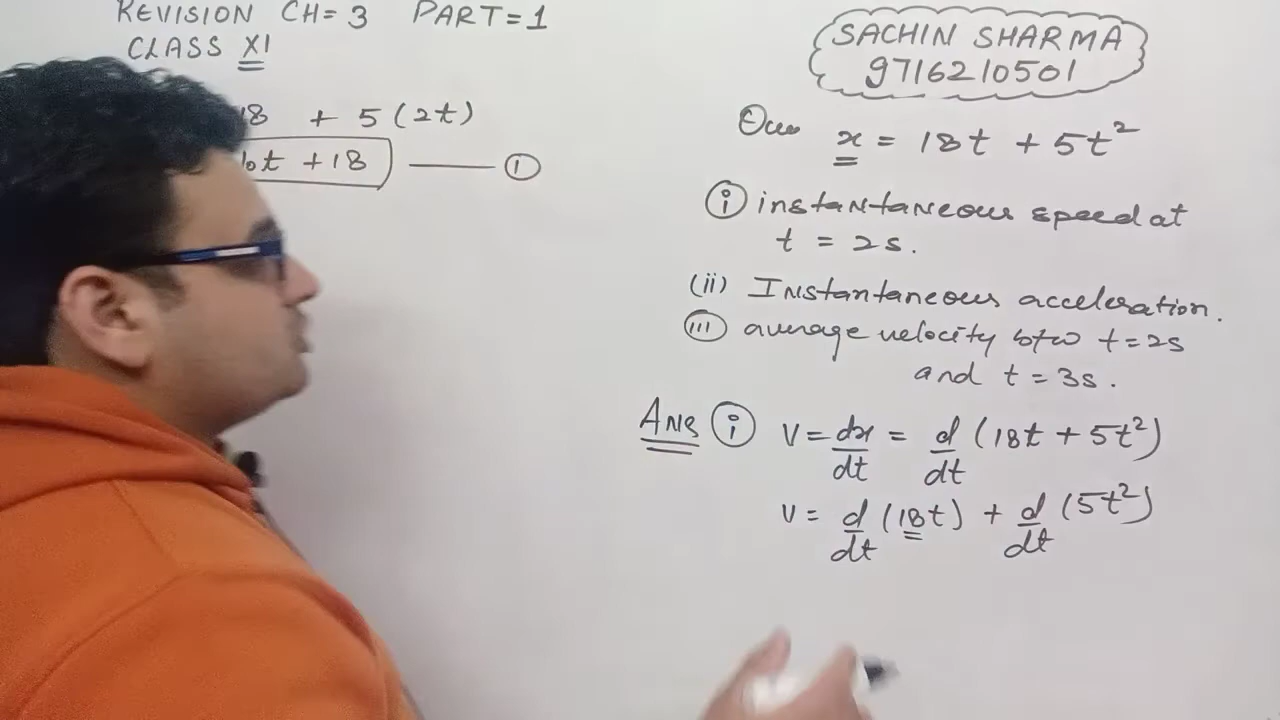 REVISION CH=3 PART=1
CLASS XI
18 + 5(2t)
t + 18 ——— ①
SACHIN SHARMA
9716210501
Ques x = 18t + 5t²
(i) instantaneous speed at
t = 2s.
(ii) Instantaneous acceleration.
(iii) average velocity btw t=2s
and t = 3s.
Ans (i) V = dx/dt = d/dt (18t + 5t²)
V = d/dt (18t) + d/dt (5t²)